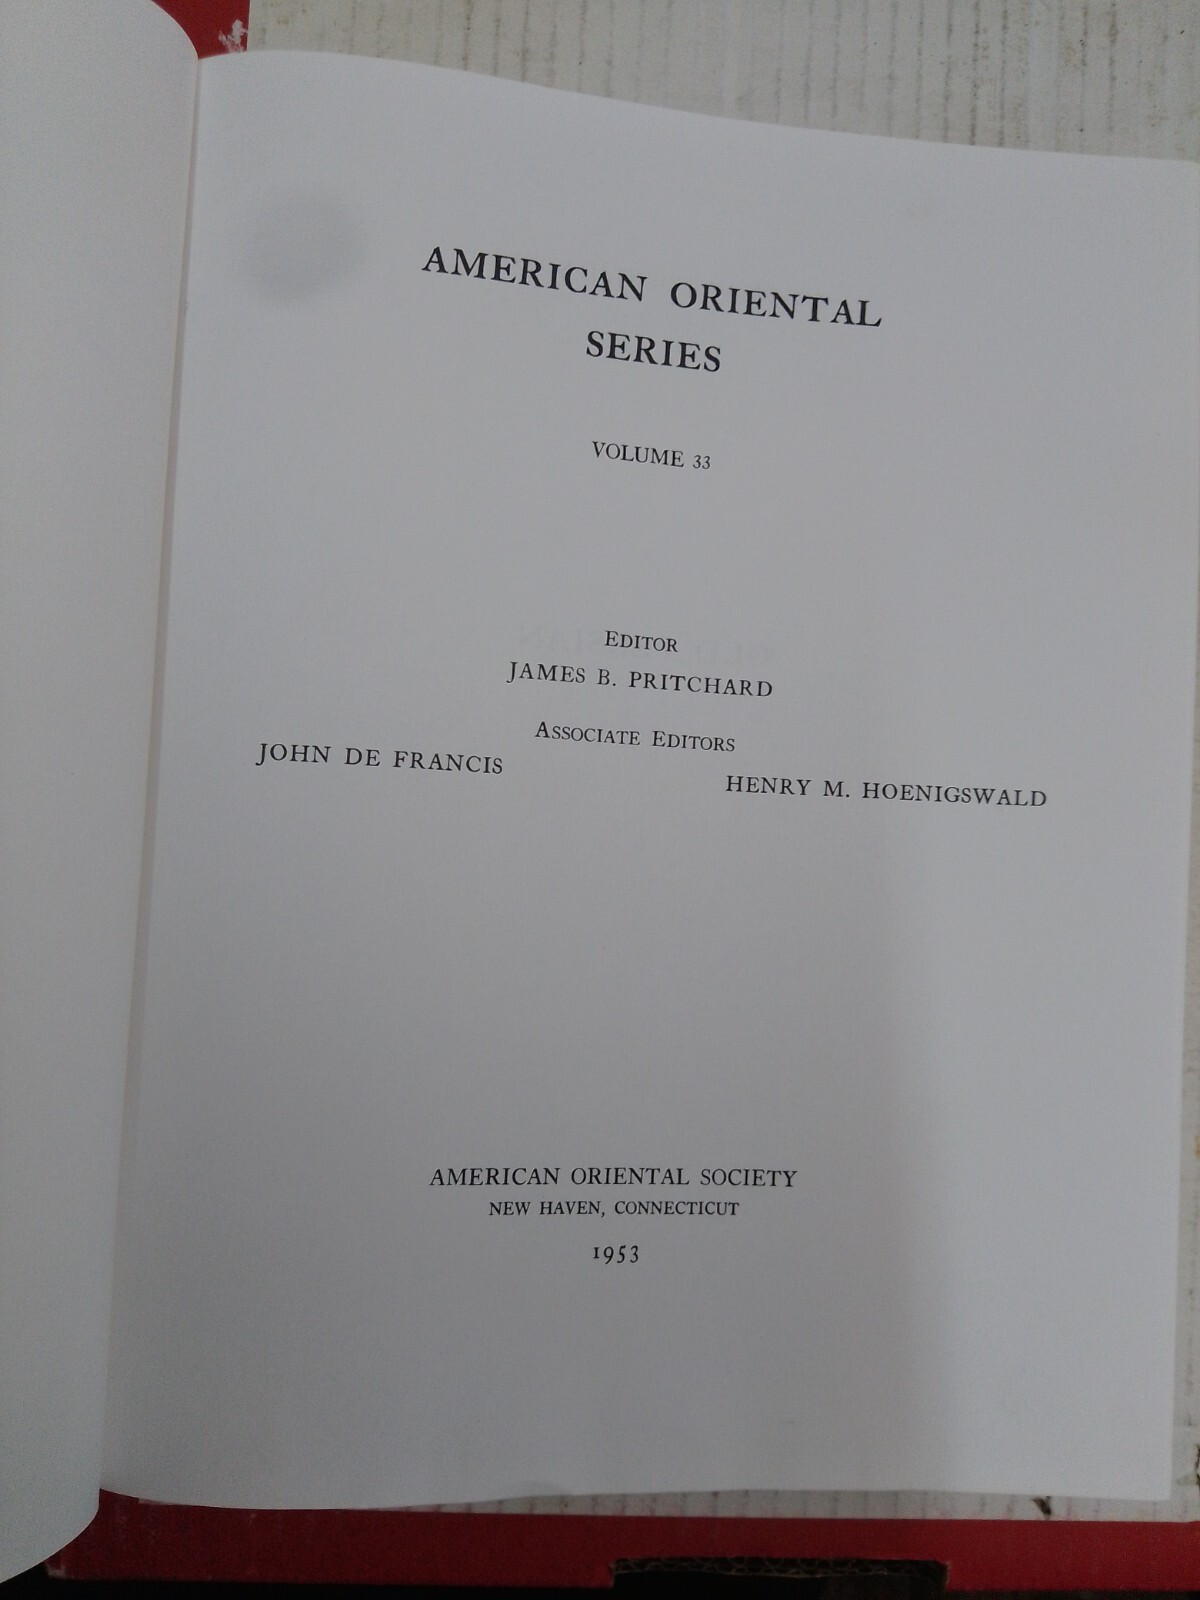 AMERICAN ORIENTAL
SERIES
VOLUME 33
EDITOR
JAMES B. PRITCHARD
ASSOCIATE EDITORS
JOHN DE FRANCIS
HENRY M. HOENIGSWALD
AMERICAN ORIENTAL SOCIETY
NEW HAVEN, CONNECTICUT
1953